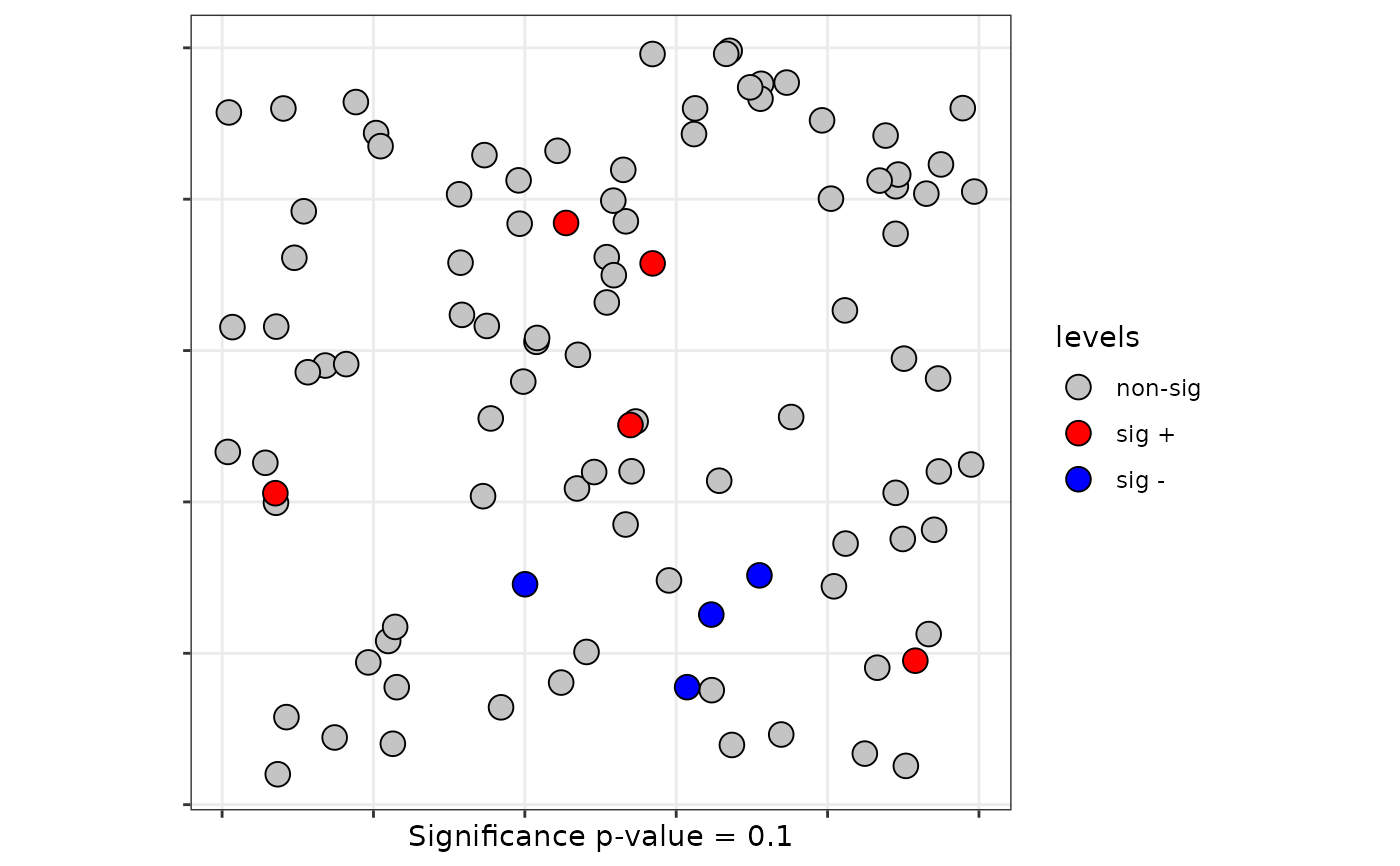 levels
non-sig
sig +
sig -
Significance p-value = 0.1